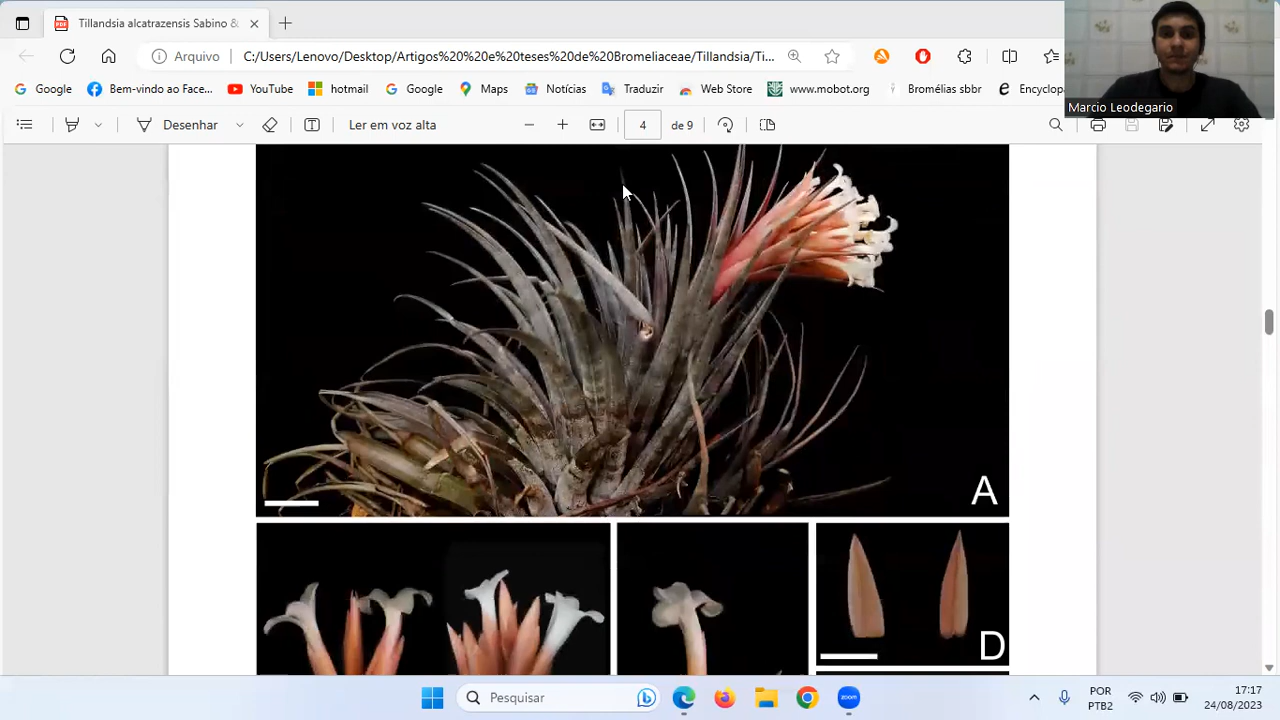 Tillandsia alcatrazensis Sabino &
Arquivo C:/Users/Lenovo/Desktop/Artigos%20%20e%20teses%20de%20Bromeliaceae/Tillandsia/Ti...
Google Bem-vindo ao Face... YouTube hotmail Google Maps Notícias Traduzir Web Store www.mobot.org Bromélias sbbr Encyclop
Marcio Leodegario
Desenhar Ler em voz alta 4 de 9
A
D
Pesquisar
zoom
POR
PTB2
17:17
24/08/2023